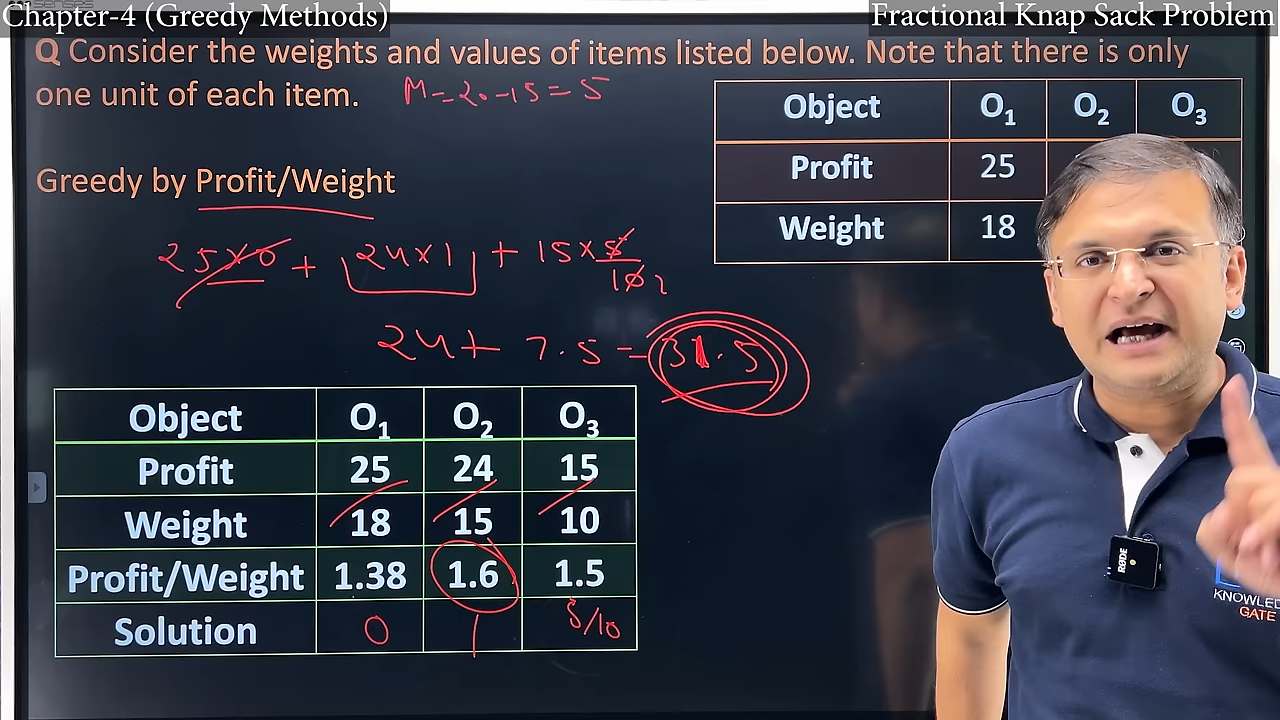 Chapter-4 (Greedy Methods)
Fractional Knap Sack Problem
Q Consider the weights and values of items listed below. Note that there is only
one unit of each item.
M=20-15=5
Object O1 O2 O3
Profit 25
Weight 18
Greedy by Profit/Weight
25×0 + 24×1 + 15×5/10 2
24+ 7.5 = 31.5
Object O1 O2 O3
Profit 25 24 15
Weight 18 15 10
Profit/Weight 1.38 1.6 1.5
Solution 0 1 5/10
RØDE
KNOWLED
GATE